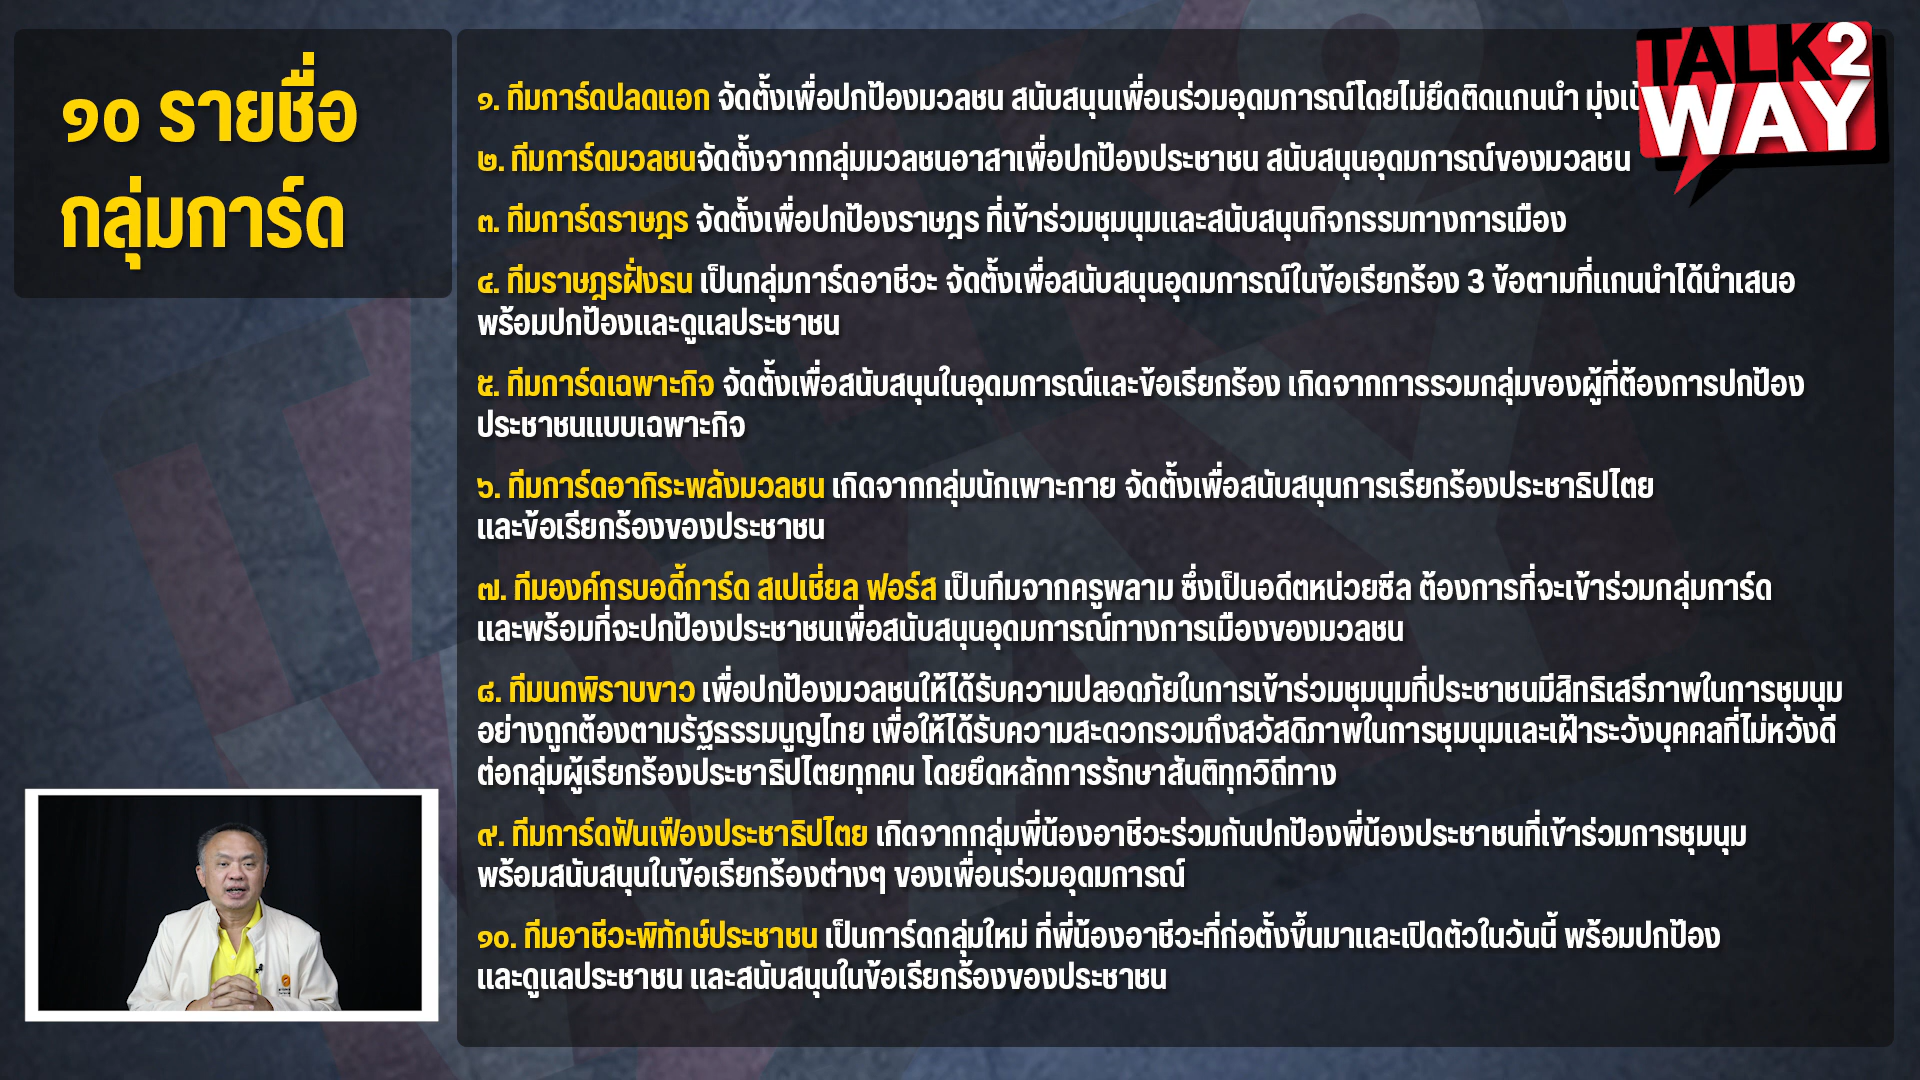 ๑๐ รายชื่อ
กลุ่มการ์ด
TALK2
WAY
๑. ทีมการ์ดปลดแอก จัดตั้งเพื่อปกป้องมวลชน สนับสนุนเพื่อนร่วมอุดมการณ์โดยไม่ยึดติดแกนนำ
๒. ทีมการ์ดมวลชนจัดตั้งจากกลุ่มมวลชนอาสาเพื่อปกป้องประชาชน สนับสนุนอุดมการณ์ของมวลชน
๓. ทีมการ์ดราษฎร จัดตั้งเพื่อปกป้องราษฎร ที่เข้าร่วมชุมนุมและสนับสนุนกิจกรรมทางการเมือง
๔. ทีมราษฎรฝั่งธน เป็นกลุ่มการ์ดอาชีวะ จัดตั้งเพื่อสนับสนุนอุดมการณ์ในข้อเรียกร้อง 3 ข้อตามที่แกนนำได้นำเสนอ
พร้อมปกป้องและดูแลประชาชน
๕. ทีมการ์ดเฉพาะกิจ จัดตั้งเพื่อสนับสนุนในอุดมการณ์และข้อเรียกร้อง เกิดจากการรวมกลุ่มของผู้ที่ต้องการปกป้อง
ประชาชนแบบเฉพาะกิจ
๖. ทีมการ์ดอากิระพลังมวลชน เกิดจากกลุ่มนักเพาะกาย จัดตั้งเพื่อสนับสนุนการเรียกร้องประชาธิปไตย
และข้อเรียกร้องของประชาชน
๗. ทีมองค์กรบอดี้การ์ด สเปเชี่ยล ฟอร์ส เป็นทีมจากครูพลาม ซึ่งเป็นอดีตหน่วยซีล ต้องการที่จะเข้าร่วมกลุ่มการ์ด
และพร้อมที่จะปกป้องประชาชนเพื่อสนับสนุนอุดมการณ์ทางการเมืองของมวลชน
๘. ทีมนกพิราบขาว เพื่อปกป้องมวลชนให้ได้รับความปลอดภัยในการเข้าร่วมชุมนุมที่ประชาชนมีสิทธิเสรีภาพในการชุมนุม
อย่างถูกต้องตามรัฐธรรมนูญไทย เพื่อให้ได้รับความสะดวกรวมถึงสวัสดิภาพในการชุมนุมและเฝ้าระวังบุคคลที่ไม่หวังดี
ต่อกลุ่มผู้เรียกร้องประชาธิปไตยทุกคน โดยยึดหลักการรักษาสันติทุกวิถีทาง
๙. ทีมการ์ดฟันเฟืองประชาธิปไตย เกิดจากกลุ่มพี่น้องอาชีวะร่วมกันปกป้องพี่น้องประชาชนที่เข้าร่วมการชุมนุม
พร้อมสนับสนุนในข้อเรียกร้องต่างๆ ของเพื่อนร่วมอุดมการณ์
๑๐. ทีมอาชีวะพิทักษ์ประชาชน เป็นการ์ดกลุ่มใหม่ ที่พี่น้องอาชีวะที่ก่อตั้งขึ้นมาและเปิดตัวในวันนี้ พร้อมปกป้อง
และดูแลประชาชน และสนับสนุนในข้อเรียกร้องของประชาชน